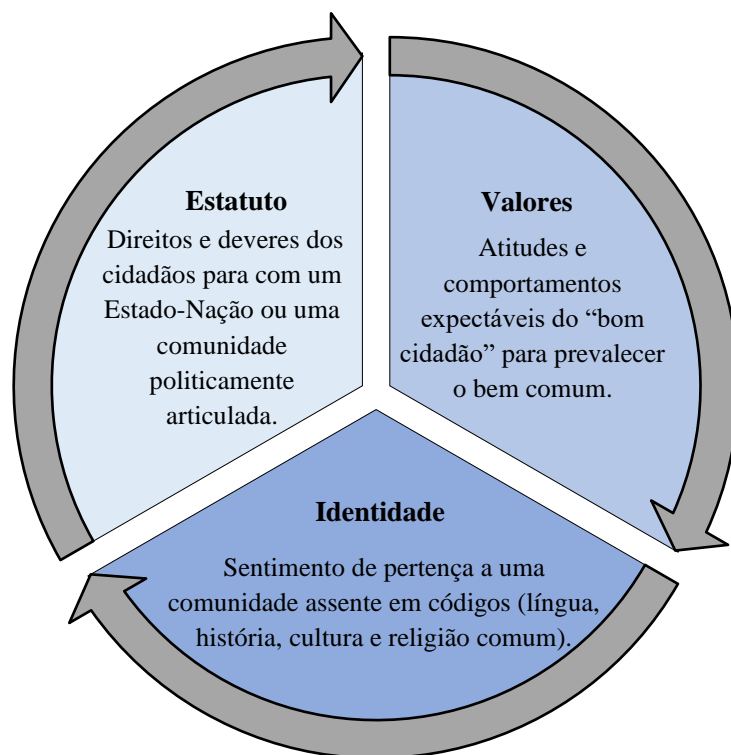 Estatuto
Direitos e deveres dos
cidadãos para com um
Estado-Nação ou uma
comunidade
politicamente
articulada.
Valores
Atitudes e
comportamentos
expectáveis do “bom
cidadão” para prevalecer
o bem comum.
Identidade
Sentimento de pertença a uma
comunidade assente em códigos (língua,
história, cultura e religião comum).